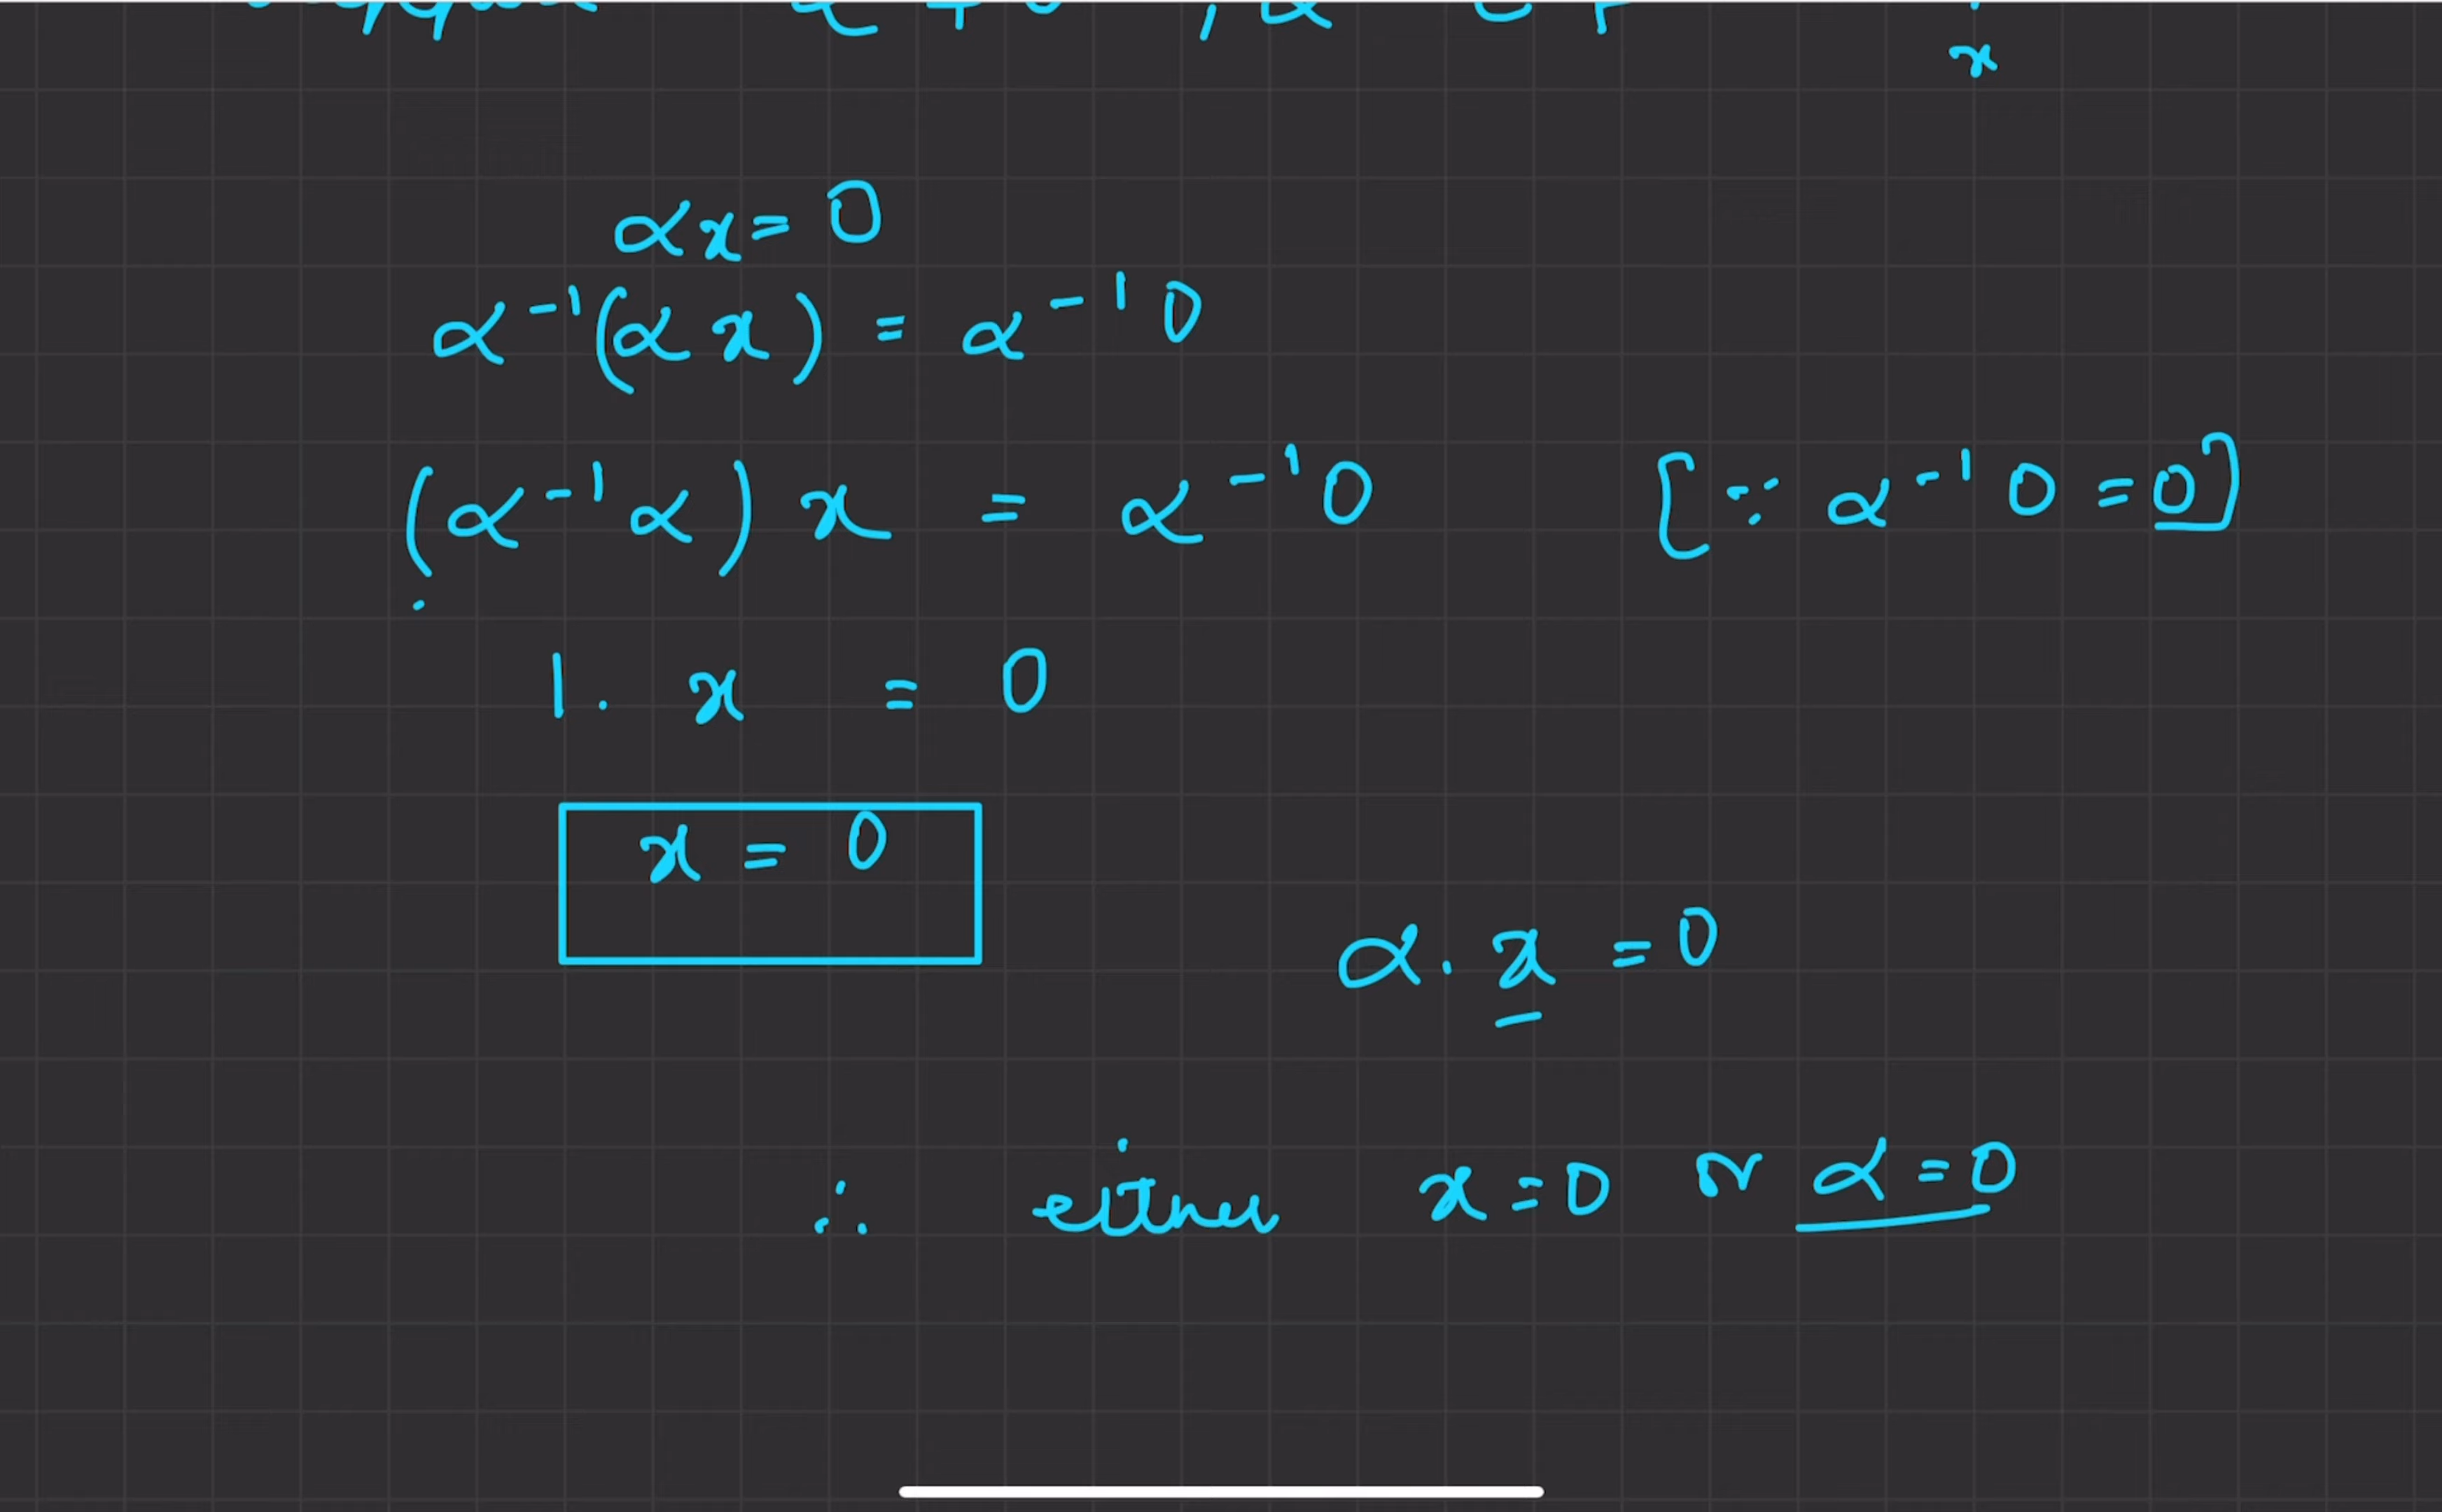 x
αx = 0
α⁻¹(αx) = α⁻¹0
(α⁻¹α)x = α⁻¹0 [∵ α⁻¹0 = 0]
1. x = 0
x = 0
α. x = 0
∴ either x = 0 or α = 0